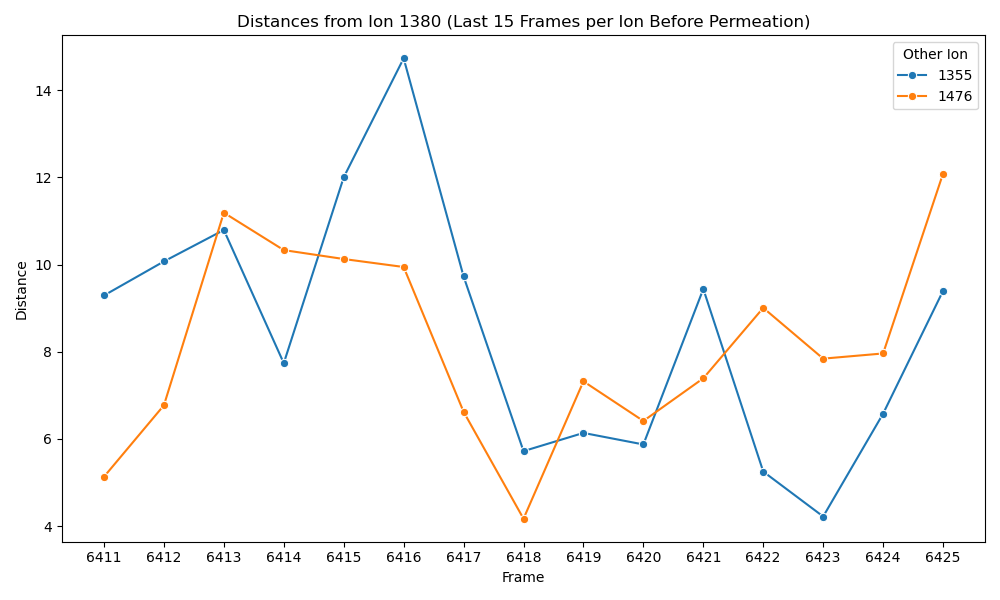 Distances from Ion 1380 (Last 15 Frames per Ion Before Permeation)
Other Ion
1355
1476
14
12
10
8
6
4
Distance
6411 6412 6413 6414 6415 6416 6417 6418 6419 6420 6421 6422 6423 6424 6425
Frame